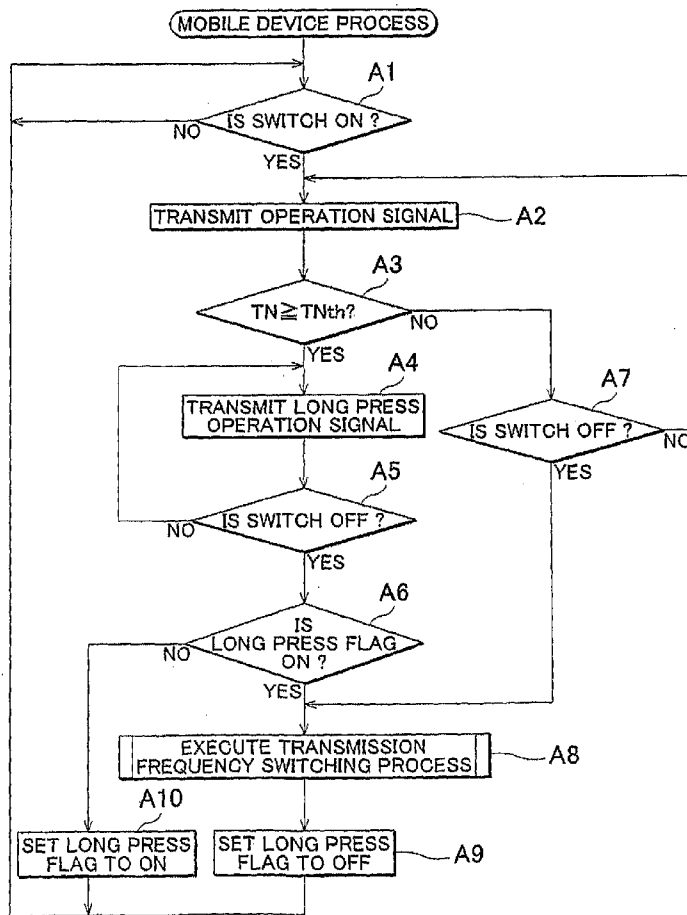 MOBILE DEVICE PROCESS
A1
IS SWITCH ON ?
NO
YES
TRANSMIT OPERATION SIGNAL
A2
A3
TN≧TNth?
NO
YES
A4
TRANSMIT LONG PRESS
OPERATION SIGNAL
A7
IS SWITCH OFF ?
NO
YES
A5
IS SWITCH OFF ?
NO
YES
A6
IS
LONG PRESS FLAG
ON ?
NO
YES
EXECUTE TRANSMISSION
FREQUENCY SWITCHING PROCESS
A8
A10
SET LONG PRESS
FLAG TO ON
SET LONG PRESS
FLAG TO OFF
A9